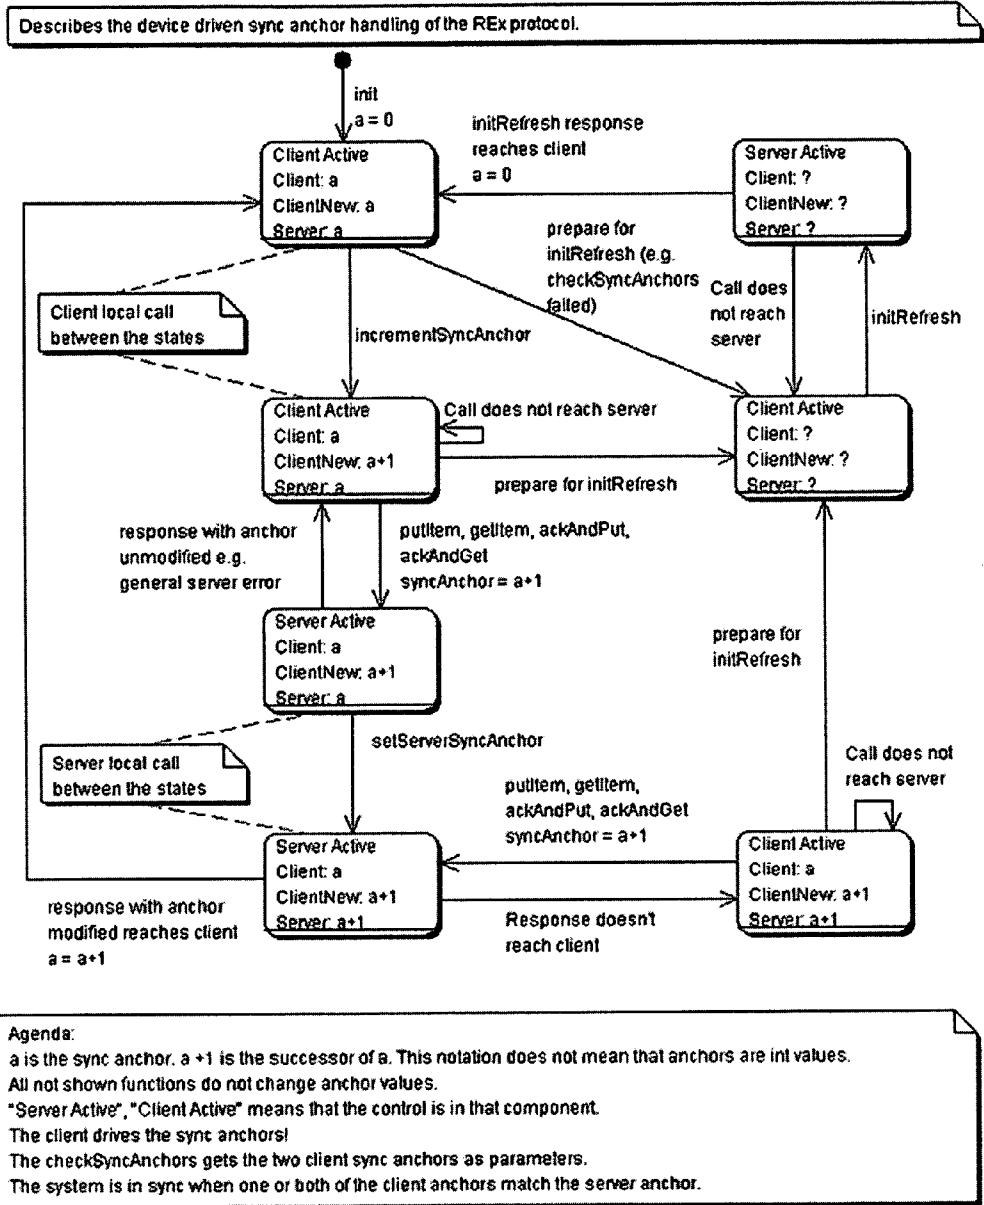 Describes the device driven sync anchor handling of the REx protocol.
init
a = 0
initRefresh response
reaches client
a = 0
Client Active
Client: a
ClientNew: a
Server: a
Server Active
Client: ?
ClientNew: ?
Server: ?
prepare for
initRefresh (e.g.
checkSyncAnchors
failed)
Call does
not reach
server
initRefresh
Client local call
between the states
incrementSyncAnchor
Client Active
Client: a
ClientNew: a+1
Server: a
Call does not reach server
prepare for initRefresh
Client Active
Client: ?
ClientNew: ?
Server: ?
response with anchor
unmodified e.g.
general server error
putItem, getItem, ackAndPut,
ackAndGet
syncAnchor = a+1
Server Active
Client: a
ClientNew: a+1
Server: a
prepare for
initRefresh
Server local call
between the states
setServerSyncAnchor
putItem, getItem,
ackAndPut, ackAndGet
syncAnchor = a+1
Call does not
reach server
Server Active
Client: a
ClientNew: a+1
Server: a+1
Client Active
Client: a
ClientNew: a+1
Server: a+1
response with anchor
modified reaches client
a = a+1
Response doesn't
reach client
Agenda:
a is the sync anchor. a +1 is the successor of a. This notation does not mean that anchors are int values.
All not shown functions do not change anchor values.
"Server Active", "Client Active" means that the control is in that component.
The client drives the sync anchors!
The checkSyncAnchors gets the two client sync anchors as parameters.
The system is in sync when one or both of the client anchors match the server anchor.